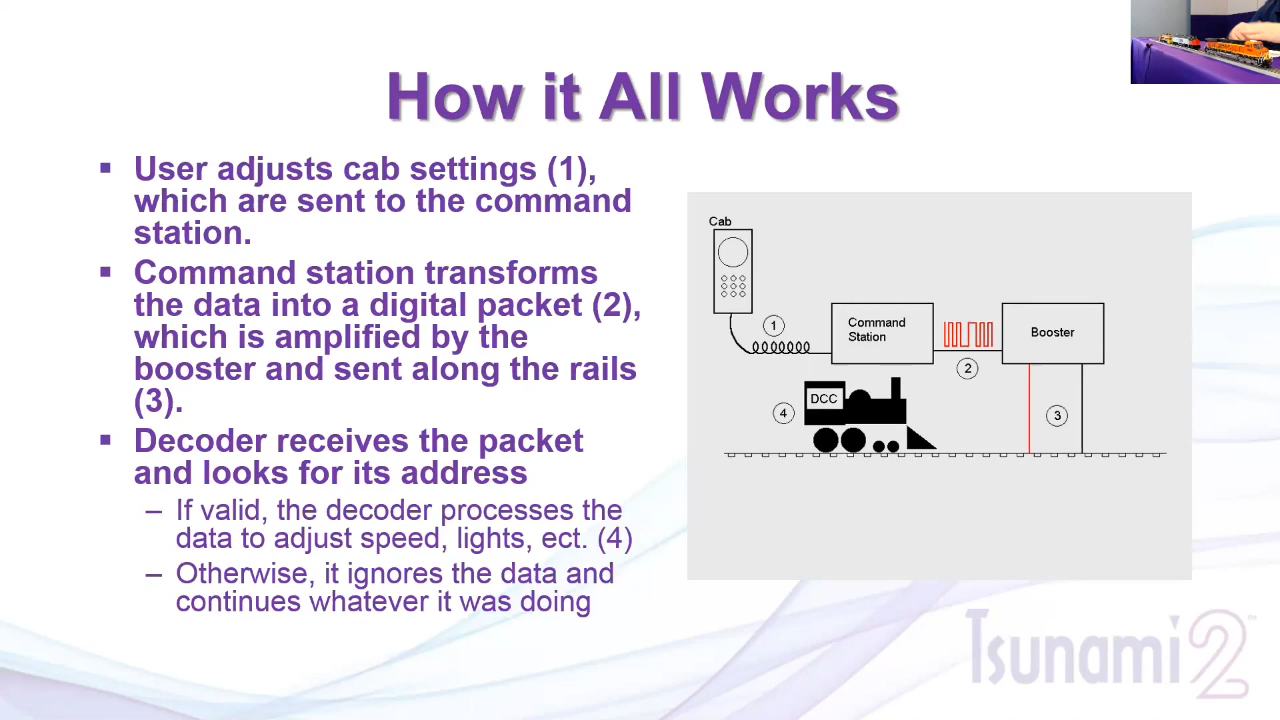 How it All Works
User adjusts cab settings (1),
which are sent to the command
station.
Command station transforms
the data into a digital packet (2),
which is amplified by the
booster and sent along the rails
(3).
Decoder receives the packet
and looks for its address
– If valid, the decoder processes the
data to adjust speed, lights, ect. (4)
– Otherwise, it ignores the data and
continues whatever it was doing
Cab
1
Command
Station
2
Booster
3
4
DCC
Tsunami2™